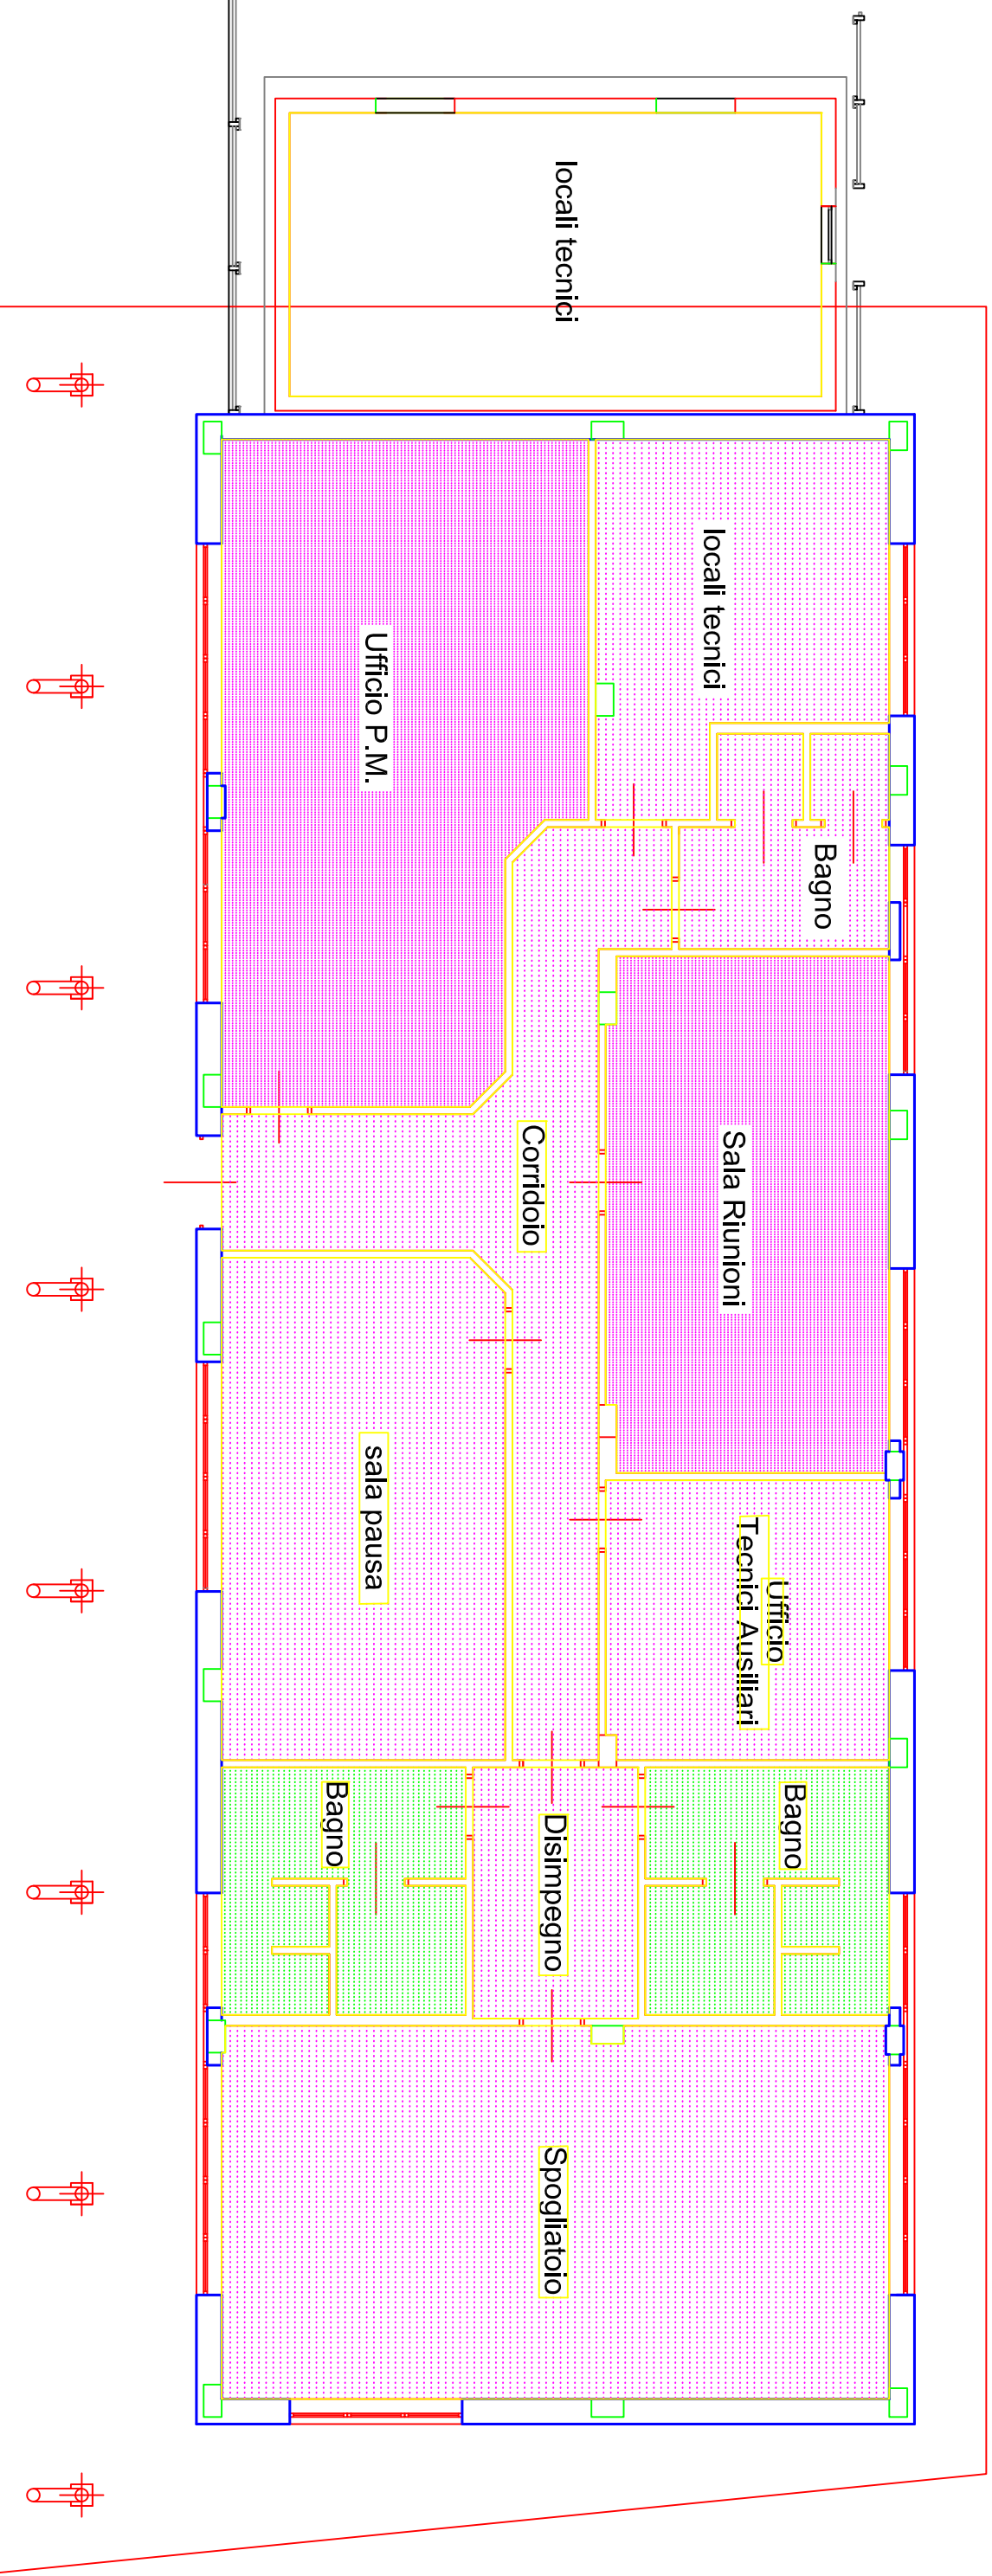 locali tecnici
locali tecnici
Ufficio P.M.
Bagno
Corridoio
Sala Riunioni
sala pausa
Ufficio
Tecnici Ausiliari
Bagno
Disimpegno
Bagno
Spogliatoio